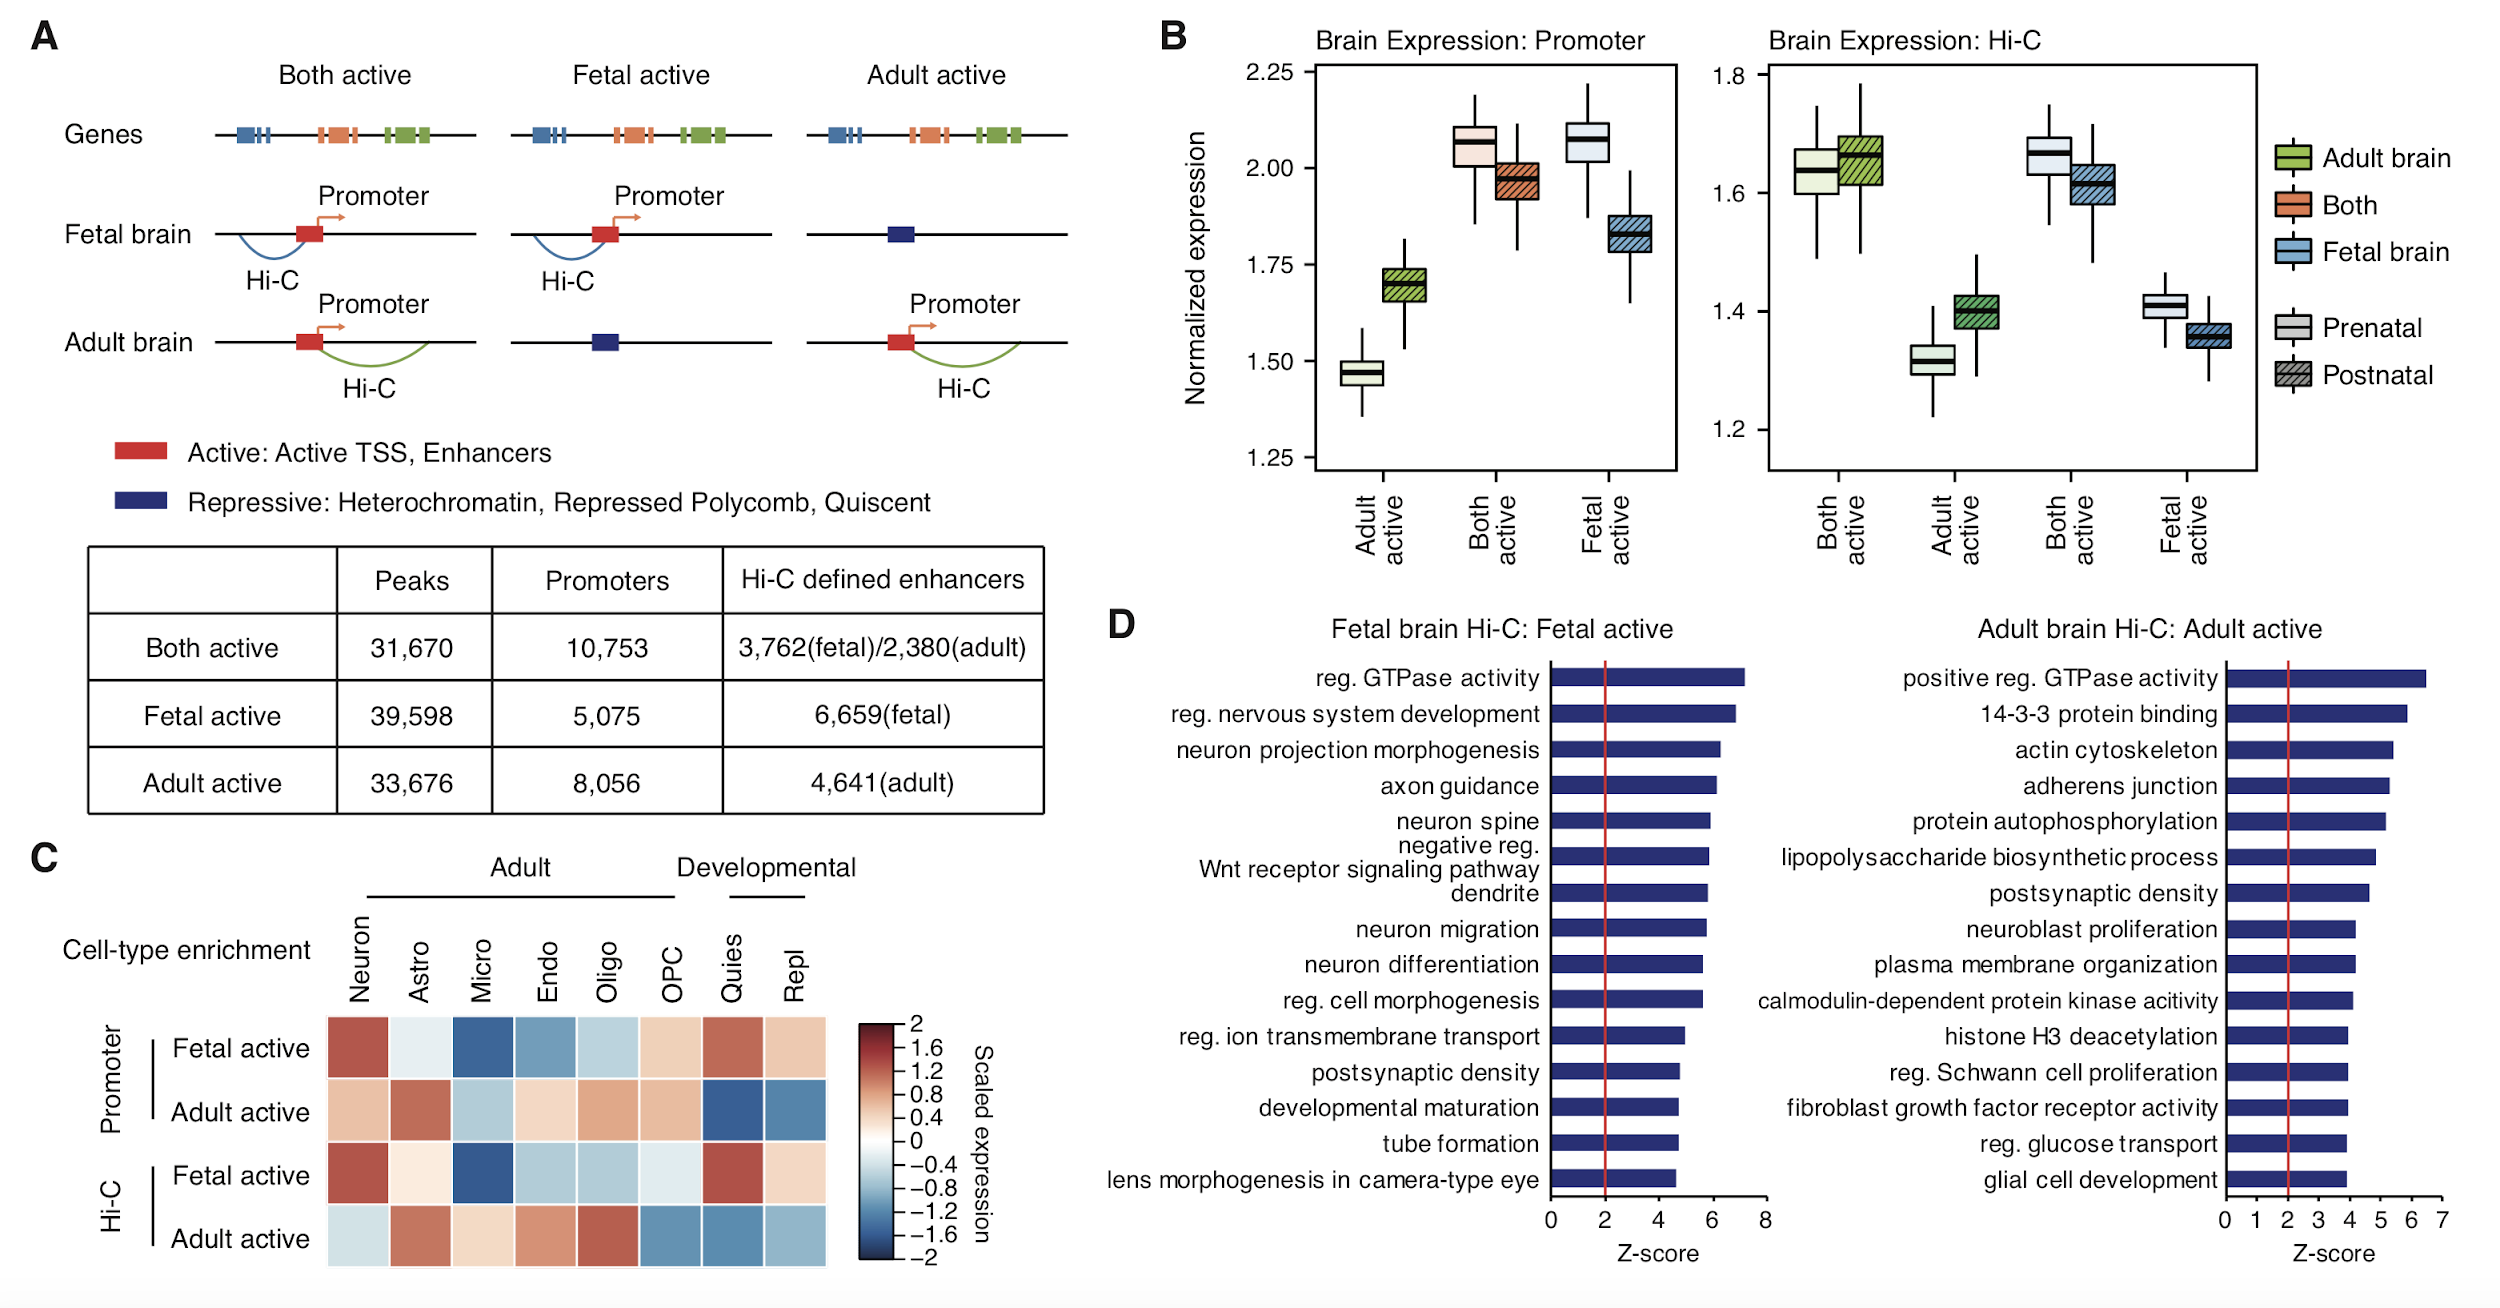 A
Both active
Fetal active
Adult active
Genes
Promoter
Promoter
Fetal brain
Hi-C
Hi-C
Promoter
Promoter
Adult brain
Hi-C
Hi-C
Active: Active TSS, Enhancers
Repressive: Heterochromatin, Repressed Polycomb, Quiscent
Peaks Promoters Hi-C defined enhancers
Both active 31,670 10,753 3,762(fetal)/2,380(adult)
Fetal active 39,598 5,075 6,659(fetal)
Adult active 33,676 8,056 4,641(adult)
B
Brain Expression: Promoter
Normalized expression
2.25
2.00
1.75
1.50
1.25
Adult
active
Both
active
Fetal
active
Brain Expression: Hi-C
1.8
1.6
1.4
1.2
Both
active
Adult
active
Both
active
Fetal
active
Adult brain
Both
Fetal brain
Prenatal
Postnatal
C
Adult
Developmental
Cell-type enrichment
Neuron
Astro
Micro
Endo
Oligo
OPC
Quies
Repl
Promoter
Fetal active
Adult active
Hi-C
Fetal active
Adult active
2
1.6
1.2
0.8
0.4
0
−0.4
−0.8
−1.2
−1.6
−2
Scaled expression
D
Fetal brain Hi-C: Fetal active
reg. GTPase activity
reg. nervous system development
neuron projection morphogenesis
axon guidance
neuron spine
negative reg.
Wnt receptor signaling pathway
dendrite
neuron migration
neuron differentiation
reg. cell morphogenesis
reg. ion transmembrane transport
postsynaptic density
developmental maturation
tube formation
lens morphogenesis in camera-type eye
0 2 4 6 8
Z-score
Adult brain Hi-C: Adult active
positive reg. GTPase activity
14-3-3 protein binding
actin cytoskeleton
adherens junction
protein autophosphorylation
lipopolysaccharide biosynthetic process
postsynaptic density
neuroblast proliferation
plasma membrane organization
calmodulin-dependent protein kinase acitivity
histone H3 deacetylation
reg. Schwann cell proliferation
fibroblast growth factor receptor activity
reg. glucose transport
glial cell development
0 1 2 3 4 5 6 7
Z-score